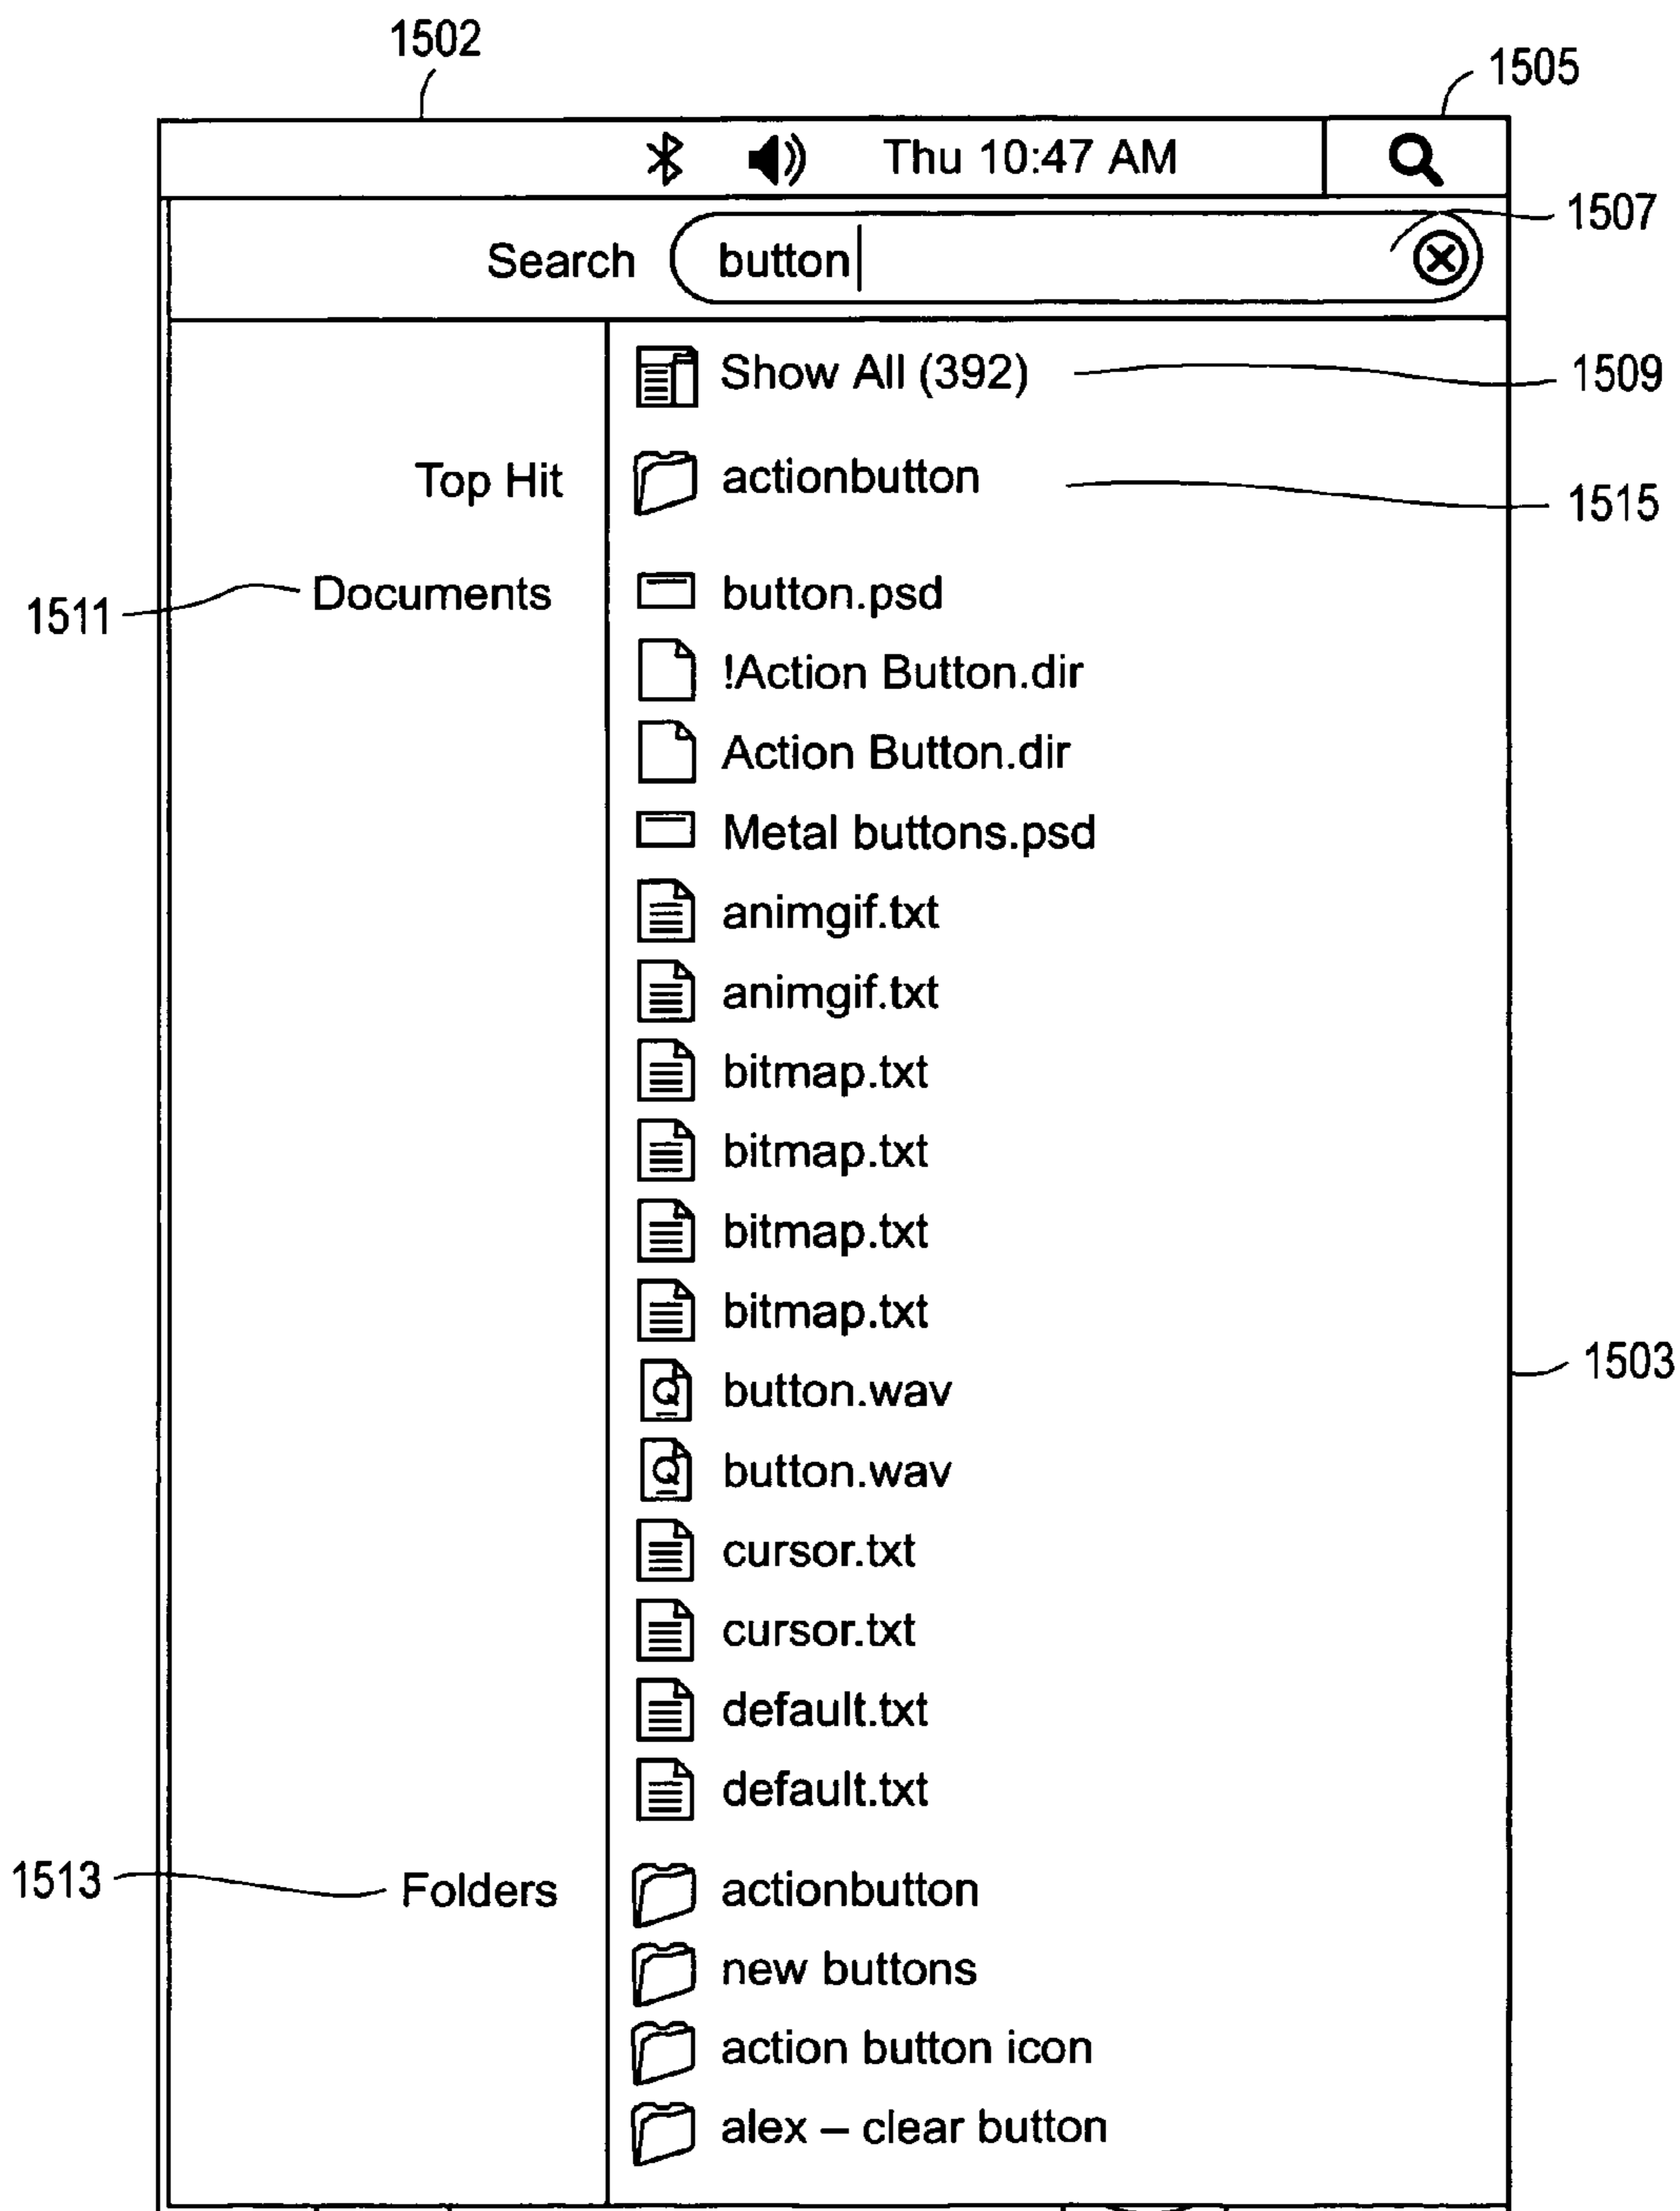 1502
1505
Thu 10:47 AM
1507
Search button
Show All (392)
1509
Top Hit actionbutton
1515
1511
Documents button.psd
!Action Button.dir
Action Button.dir
Metal buttons.psd
animgif.txt
animgif.txt
bitmap.txt
bitmap.txt
bitmap.txt
bitmap.txt
1503
button.wav
button.wav
cursor.txt
cursor.txt
default.txt
default.txt
1513
Folders actionbutton
new buttons
action button icon
alex – clear button